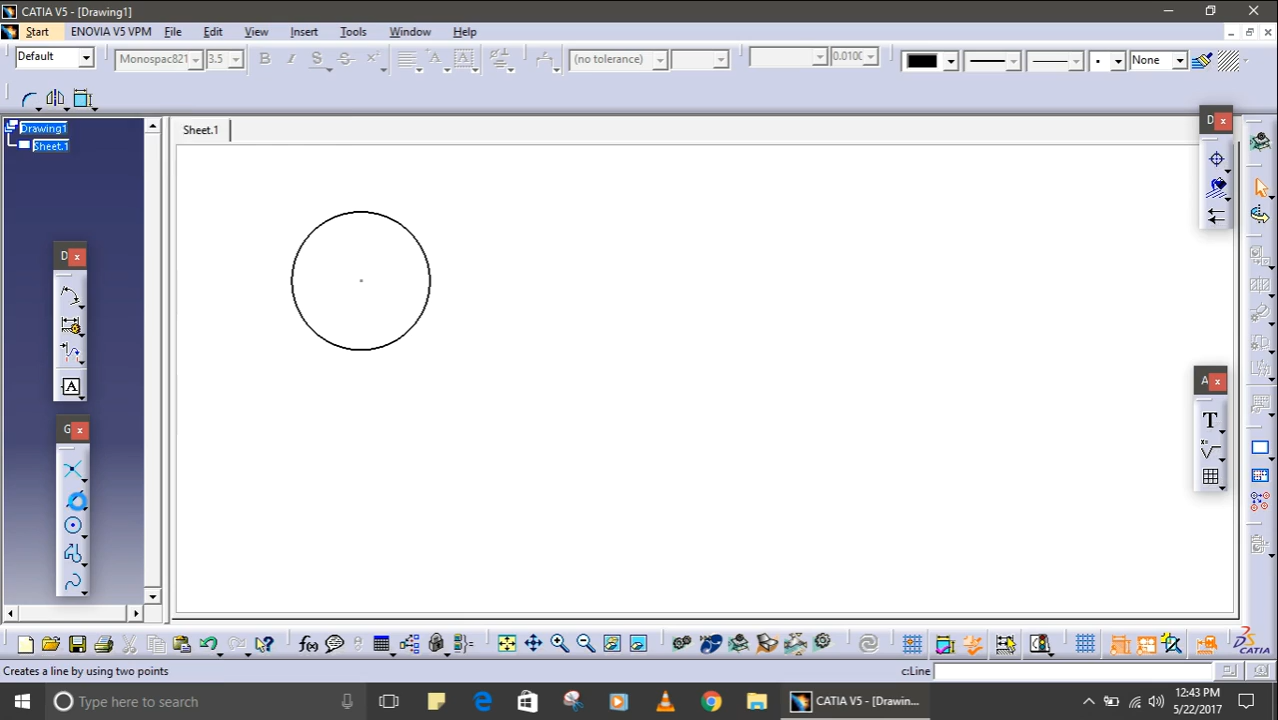 CATIA V5 - [Drawing1]
Start ENOVIA V5 VPM File Edit View Insert Tools Window Help
Default Monospac821 3.5 B I S (no tolerance) 0.010 None
Drawing1
Sheet.1
Sheet.1
D
D
G
A
T
A
f(x)
CATIA
Creates a line by using two points
c:Line
Type here to search
CATIA V5 - [Drawin...
12:43 PM
5/22/2017